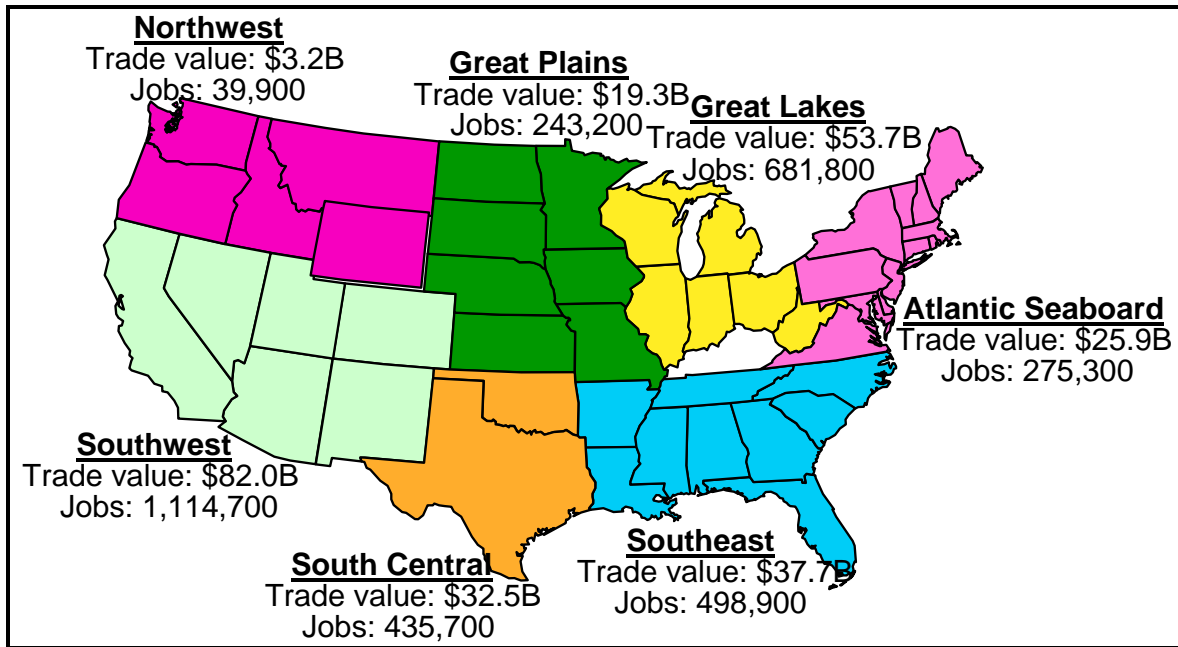 Northwest
Trade value: $3.2B
Jobs: 39,900
Great Plains
Trade value: $19.3B
Jobs: 243,200
Great Lakes
Trade value: $53.7B
Jobs: 681,800
Atlantic Seaboard
Trade value: $25.9B
Jobs: 275,300
Southwest
Trade value: $82.0B
Jobs: 1,114,700
South Central
Trade value: $32.5B
Jobs: 435,700
Southeast
Trade value: $37.7B
Jobs: 498,900